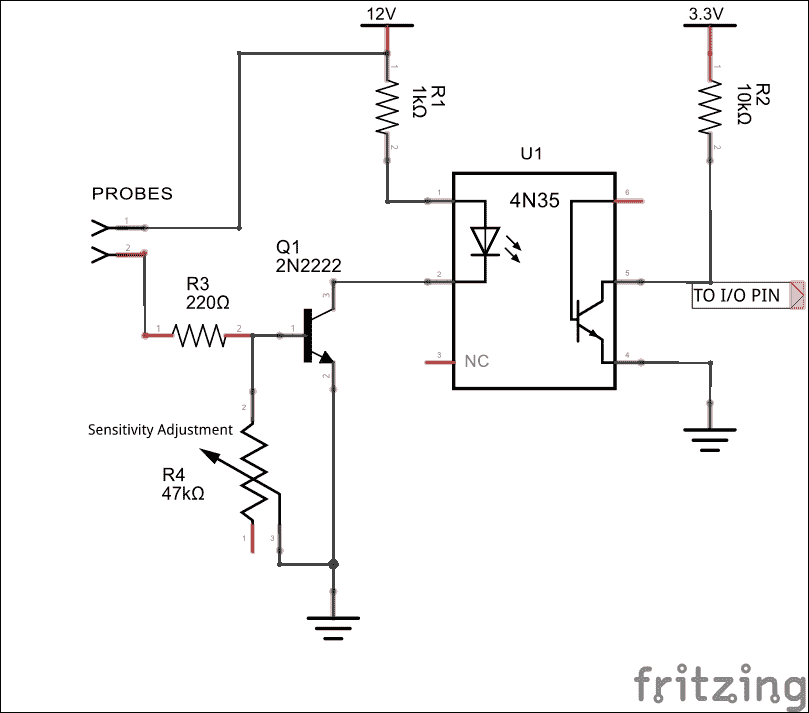 12V
3.3V
1
1
R1
1kΩ
R2
10kΩ
2
2
U1
PROBES
1
4N35
6
1
2
Q1
2N2222
3
2
5
R3
220Ω
TO I/O PIN
1
2
1
3
NC
4
2
2
Sensitivity Adjustment
R4
47kΩ
1
3
fritzing